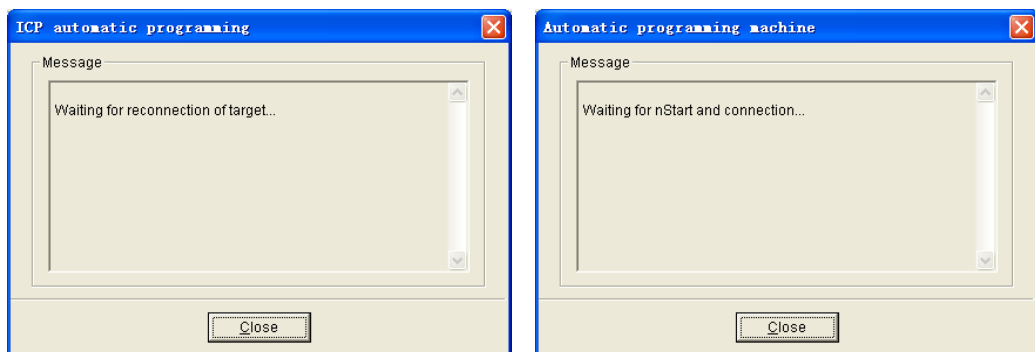 ICP automatic programming
Message
Waiting for reconnection of target...
Close
Automatic programming machine
Message
Waiting for nStart and connection...
Close